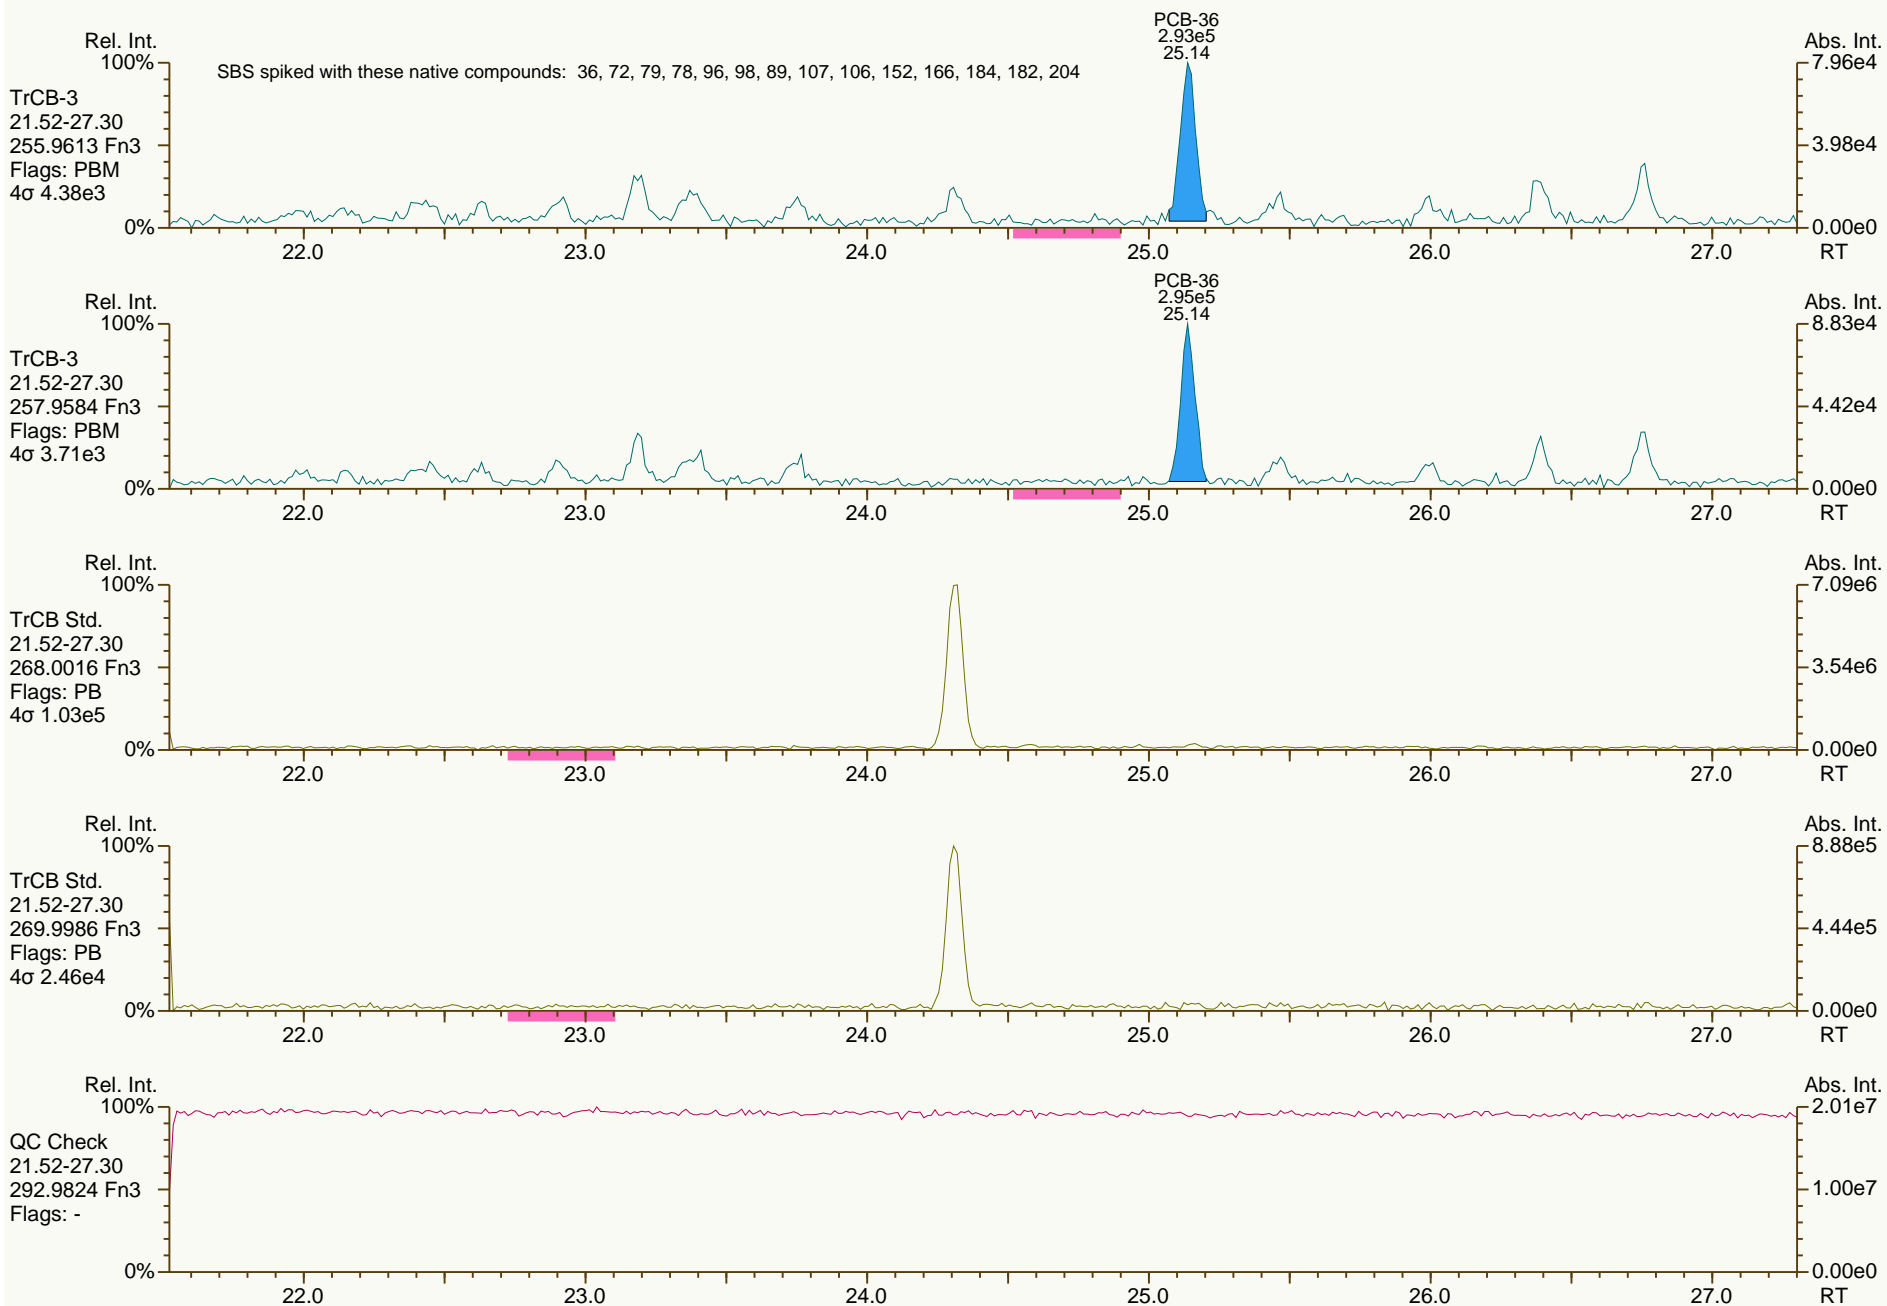 PCB-36
2.93e5
25.14
Rel. Int.
Abs. Int.
100%
7.96e4
SBS spiked with these native compounds:  36, 72, 79, 78, 96, 98, 89, 107, 106, 152, 166, 184, 182, 204
TrCB-3
21.52-27.30
255.9613 Fn3
3.98e4
Flags: PBM
4σ 4.38e3
0%
0.00e0
22.0 23.0 24.0 25.0 26.0 27.0 RT
PCB-36
2.95e5
25.14
Rel. Int.
Abs. Int.
100%
8.83e4
TrCB-3
21.52-27.30
257.9584 Fn3
4.42e4
Flags: PBM
4σ 3.71e3
0%
0.00e0
22.0 23.0 24.0 25.0 26.0 27.0 RT
Rel. Int.
Abs. Int.
100%
7.09e6
TrCB Std.
21.52-27.30
268.0016 Fn3
3.54e6
Flags: PB
4σ 1.03e5
0%
0.00e0
22.0 23.0 24.0 25.0 26.0 27.0 RT
Rel. Int.
Abs. Int.
100%
8.88e5
TrCB Std.
21.52-27.30
269.9986 Fn3
4.44e5
Flags: PB
4σ 2.46e4
0%
0.00e0
22.0 23.0 24.0 25.0 26.0 27.0 RT
Rel. Int.
Abs. Int.
100%
2.01e7
QC Check
21.52-27.30
292.9824 Fn3
1.00e7
Flags: -
0%
0.00e0
22.0 23.0 24.0 25.0 26.0 27.0 RT